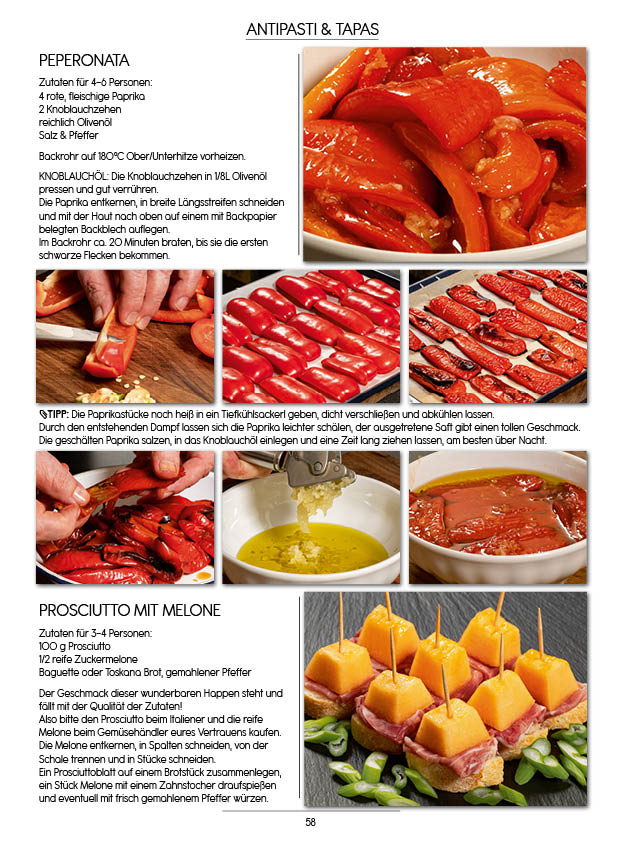 ANTIPASTI & TAPAS
PEPERONATA
Zutaten für 4-6 Personen:
4 rote, fleischige Paprika
2 Knoblauchzehen
reichlich Olivenöl
Salz & Pfeffer
Backrohr auf 180°C Ober/Unterhitze vorheizen.
KNOBLAUCHÖL: Die Knoblauchzehen in 1/8L Olivenöl
pressen und gut verrühren.
Die Paprika entkernen, in breite Längsstreifen schneiden
und mit der Haut nach oben auf einem mit Backpapier
belegten Backblech auflegen.
Im Backrohr ca. 20 Minuten braten, bis sie die ersten
schwarze Flecken bekommen.
TIPP: Die Paprikastücke noch heiß in ein Tiefkühlsackerl geben, dicht verschließen und abkühlen lassen.
Durch den entstehenden Dampf lassen sich die Paprika leichter schälen, der ausgetretene Saft gibt einen tollen Geschmack.
Die geschälten Paprika salzen, in das Knoblauchöl einlegen und eine Zeit lang ziehen lassen, am besten über Nacht.
PROSCIUTTO MIT MELONE
Zutaten für 3-4 Personen:
100 g Prosciutto
1/2 reife Zuckermelone
Baguette oder Toskana Brot, gemahlener Pfeffer
Der Geschmack dieser wunderbaren Happen steht und
fällt mit der Qualität der Zutaten!
Also bitte den Prosciutto beim Italiener und die reife
Melone beim Gemüsehändler eures Vertrauens kaufen.
Die Melone entkernen, in Spalten schneiden, von der
Schale trennen und in Stücke schneiden.
Ein Prosciuttoblatt auf einem Brotstück zusammenlegen,
ein Stück Melone mit einem Zahnstocher draufspießen
und eventuell mit frisch gemahlenem Pfeffer würzen.
58